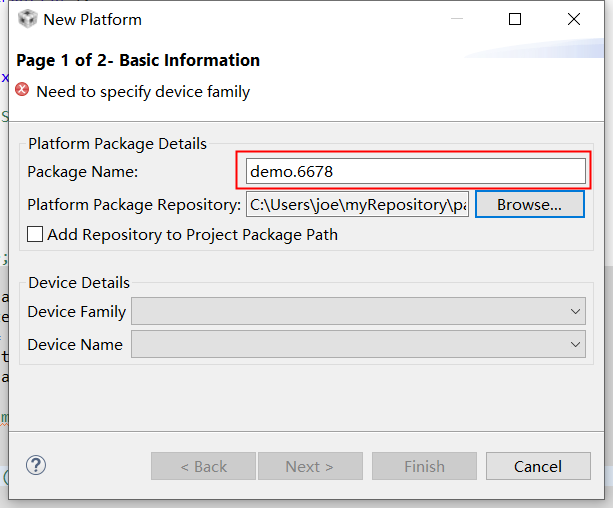 New Platform
Page 1 of 2- Basic Information
Need to specify device family
Platform Package Details
Package Name: demo.6678
Platform Package Repository: C:\Users\joe\myRepository\pa Browse...
Add Repository to Project Package Path
Device Details
Device Family
Device Name
? < Back Next > Finish Cancel